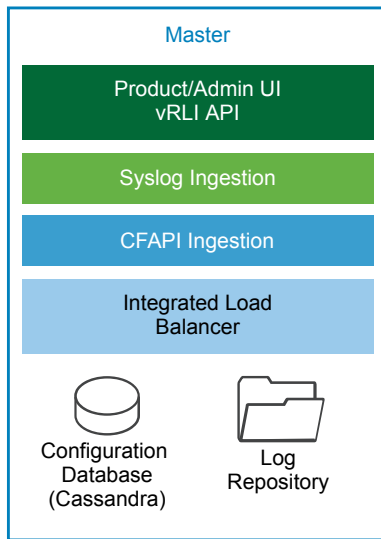 Master
Product/Admin UI
vRLI API
Syslog Ingestion
CFAPI Ingestion
Integrated Load
Balancer
Configuration
Database
(Cassandra)
Log
Repository